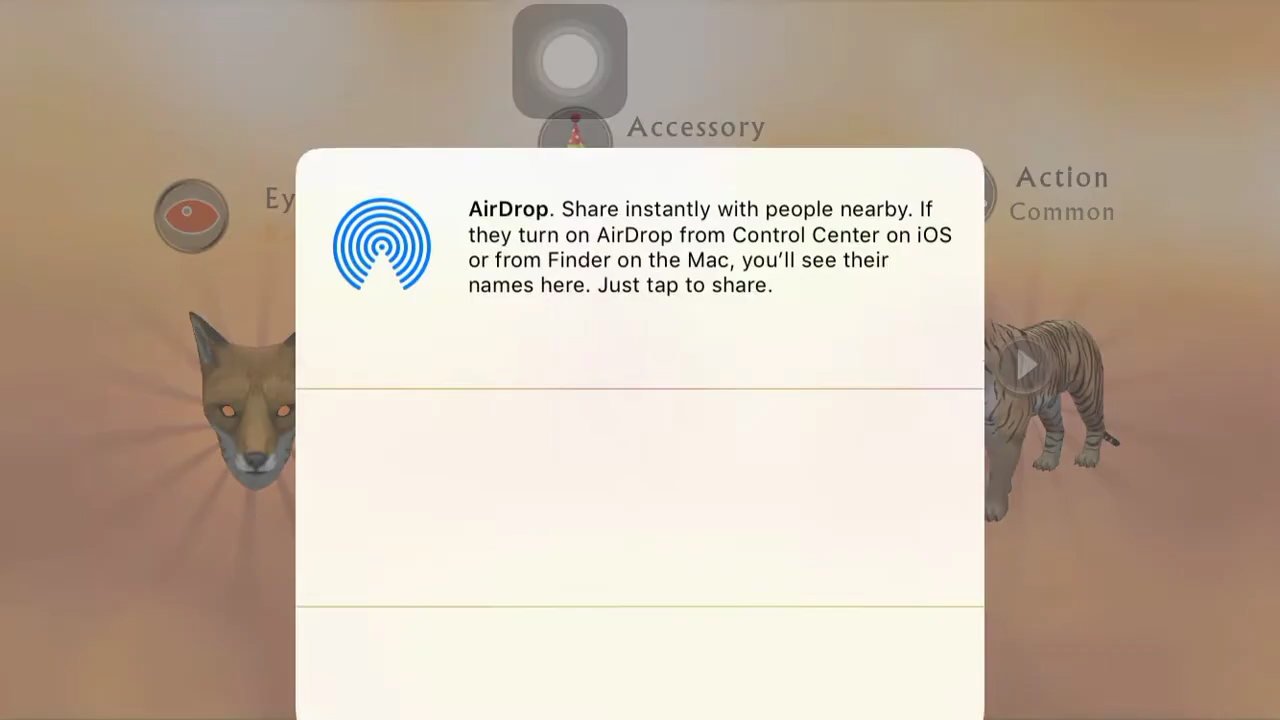 Accessory
Ey
Action
Common
AirDrop. Share instantly with people nearby. If
they turn on AirDrop from Control Center on iOS
or from Finder on the Mac, you’ll see their
names here. Just tap to share.